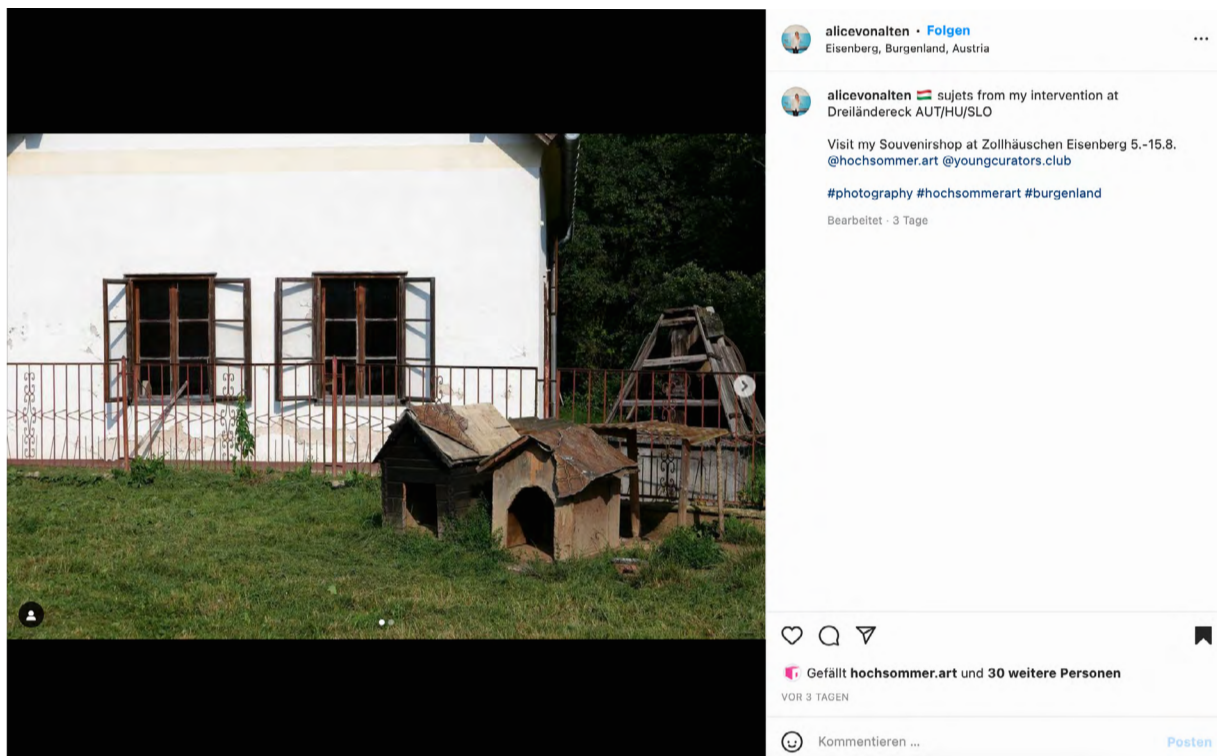 alicevonalten • Folgen
Eisenberg, Burgenland, Austria
alicevonalten 🇭🇺 sujets from my intervention at
Dreiländereck AUT/HU/SLO
Visit my Souvenirshop at Zollhäuschen Eisenberg 5.-15.8.
@hochsommer.art @youngcurators.club
#photography #hochsommerart #burgenland
Bearbeitet · 3 Tage
Gefällt hochsommer.art und 30 weitere Personen
VOR 3 TAGEN
Kommentieren ...
Posten